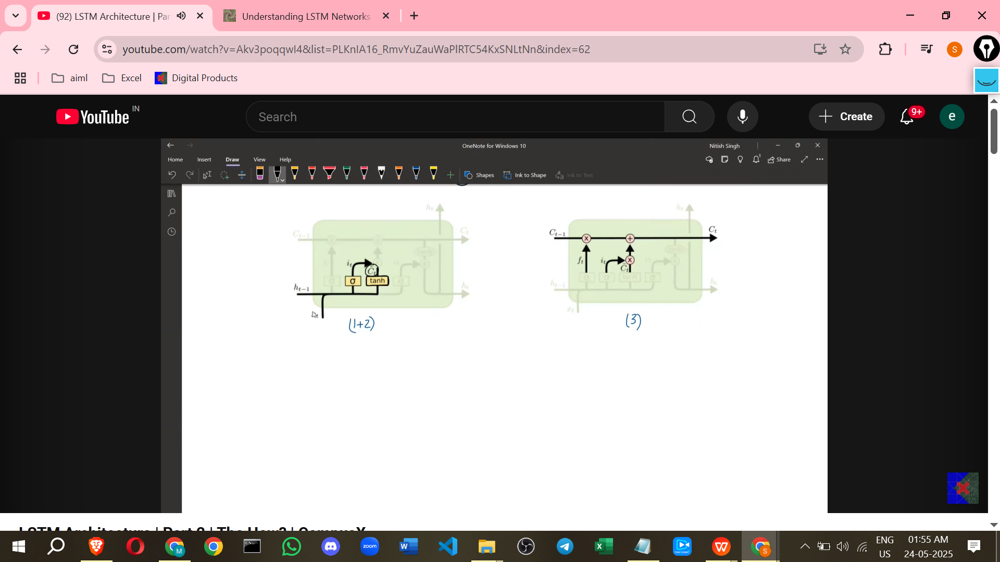 (92) LSTM Architecture | Par
Understanding LSTM Networks
youtube.com/watch?v=Akv3poqqwI4&list=PLKnIA16_RmvYuZauWaPlRTC54KxSNLtNn&index=62
S
aiml
Excel
Digital Products
YouTube IN
Search
Create
9+
e
OneNote for Windows 10
Nitish Singh
Home Insert Draw View Help
Share
Shapes
Ink to Shape
Ink to Text
h_t
C_{t-1}
C_t
i_t
C̃_t
σ σ tanh σ
tanh
h_{t-1}
h_t
(1+2)
h_t
C_{t-1}
C_t
tanh
f_t
i_t
C̃_t
σ σ tanh σ
h_{t-1}
h_t
x_t
(3)
LSTM Architecture | Part 2 | The How? | CampusX
M
zoom
S
ENG
US
01:55 AM
24-05-2025